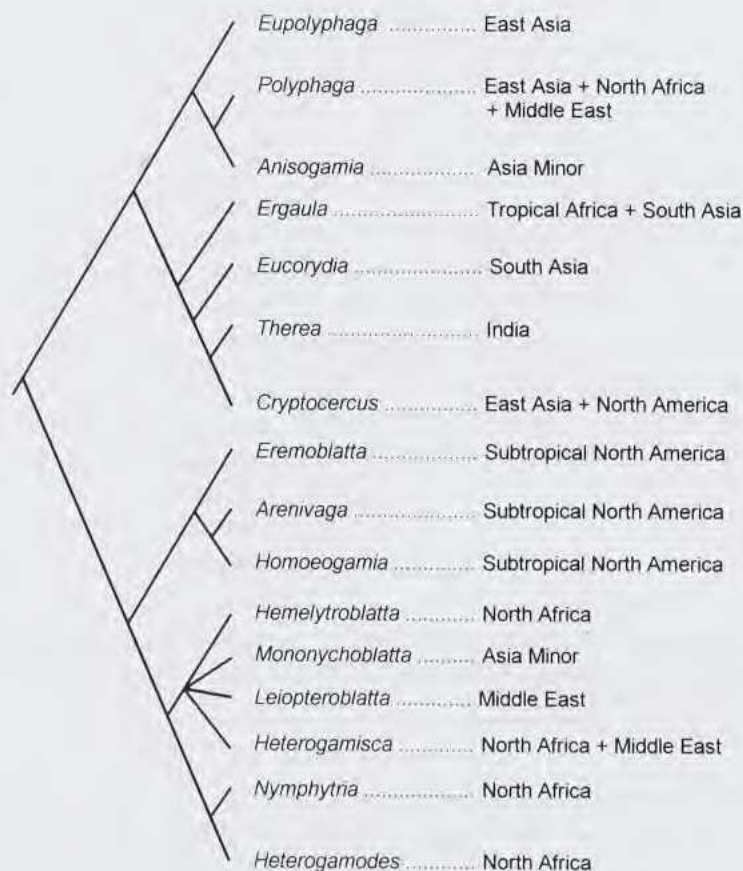 Eupolyphaga .............. East Asia
Polyphaga .................. East Asia + North Africa
+ Middle East
Anisogamia ................. Asia Minor
Ergaula ....................... Tropical Africa + South Asia
Eucorydia .................... South Asia
Therea ........................ India
Cryptocercus .............. East Asia + North America
Eremoblatta ................ Subtropical North America
Arenivaga .................... Subtropical North America
Homoeogamia ............. Subtropical North America
Hemelytroblatta .......... North Africa
Mononychoblatta ......... Asia Minor
Leiopteroblatta ............ Middle East
Heterogamisca ............ North Africa + Middle East
Nymphytria .................. North Africa
Heterogamodes .......... North Africa